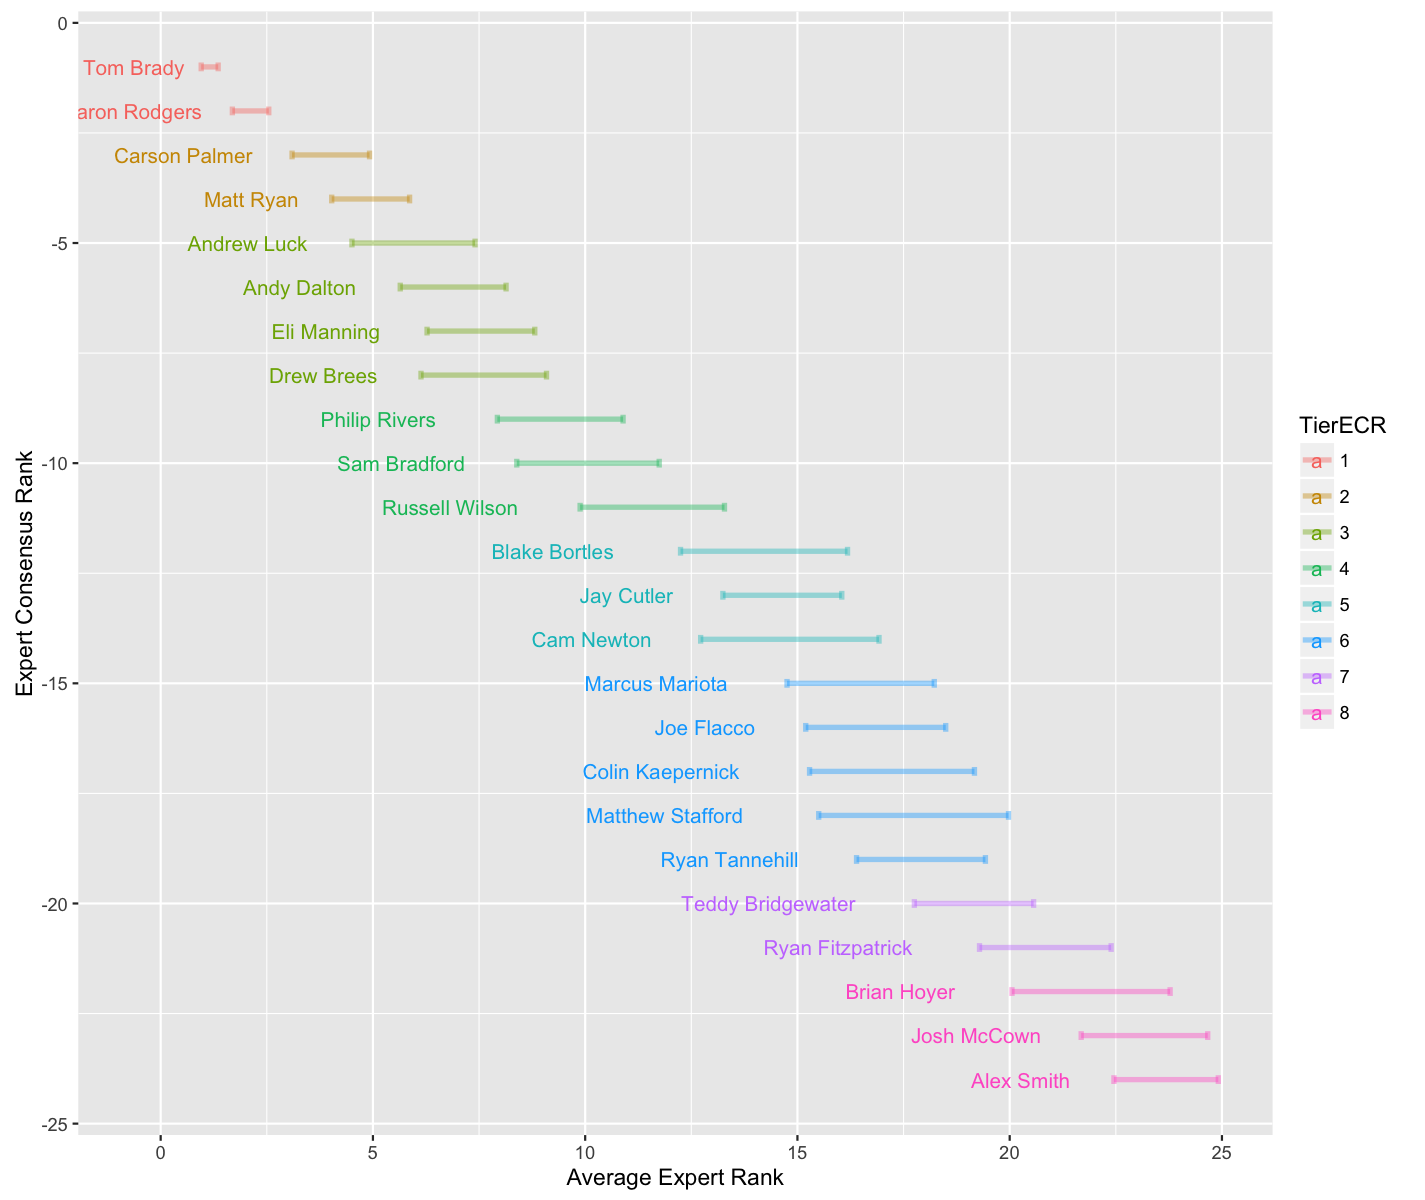 0
Tom Brady
aron Rodgers
Carson Palmer
Matt Ryan
-5
Andrew Luck
Andy Dalton
Eli Manning
Drew Brees
Philip Rivers
-10
Sam Bradford
Russell Wilson
Blake Bortles
Jay Cutler
Cam Newton
-15
Marcus Mariota
Joe Flacco
Colin Kaepernick
Matthew Stafford
Ryan Tannehill
-20
Teddy Bridgewater
Ryan Fitzpatrick
Brian Hoyer
Josh McCown
Alex Smith
-25
Expert Consensus Rank
0 5 10 15 20 25
Average Expert Rank
TierECR
a 1
a 2
a 3
a 4
a 5
a 6
a 7
a 8